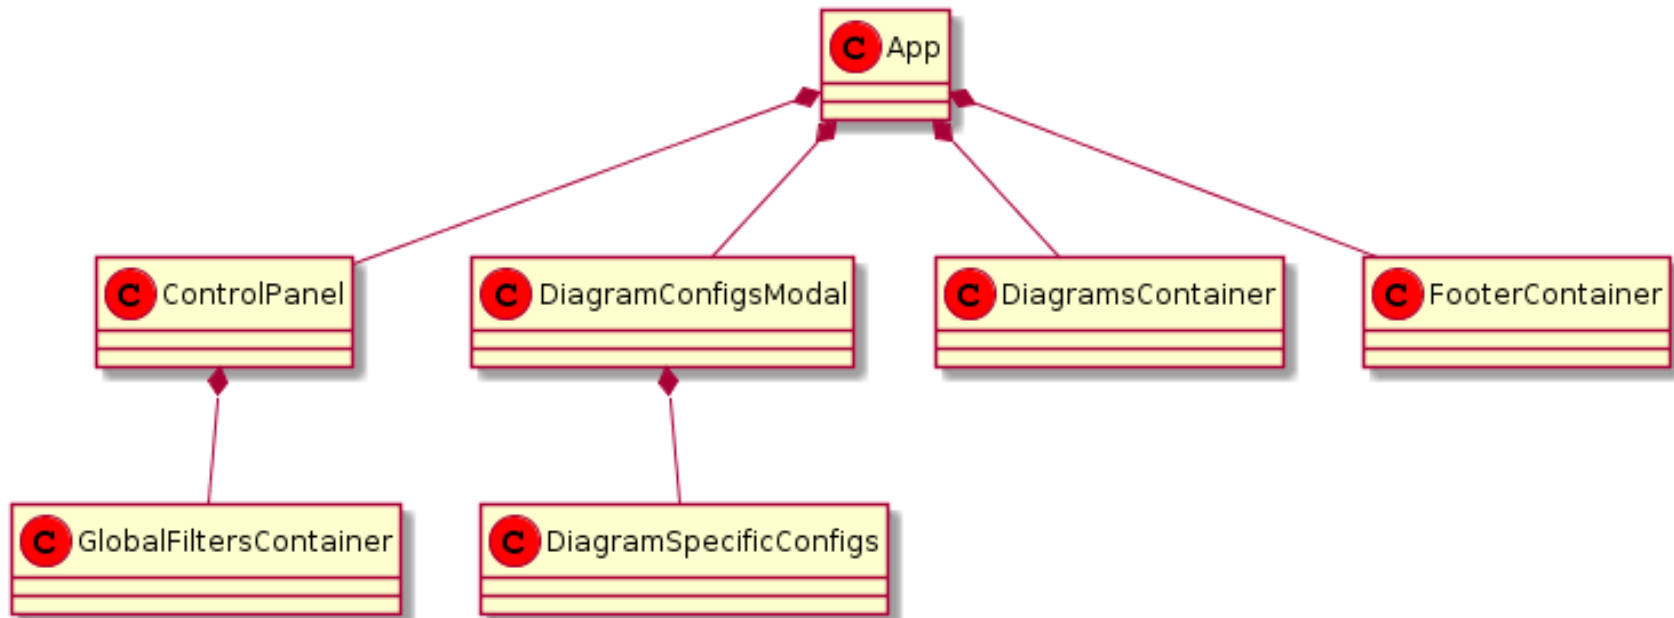 C App
C ControlPanel
C DiagramConfigsModal
C DiagramsContainer
C FooterContainer
C GlobalFiltersContainer
C DiagramSpecificConfigs